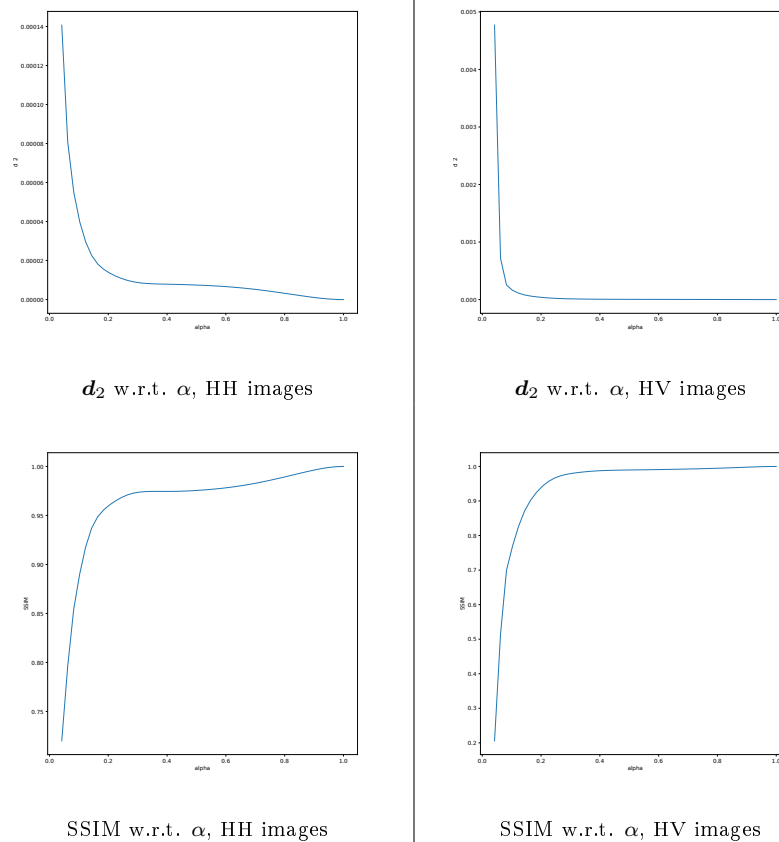 0.00014
0.00012
0.00010
0.00008
0.00006
0.00004
0.00002
0.00000
d_2
0.0 0.2 0.4 0.6 0.8 1.0
alpha
d₂ w.r.t. α, HH images
0.005
0.004
0.003
0.002
0.001
0.000
d_2
0.0 0.2 0.4 0.6 0.8 1.0
alpha
d₂ w.r.t. α, HV images
1.00
0.95
0.90
0.85
0.80
0.75
SSIM
0.0 0.2 0.4 0.6 0.8 1.0
alpha
SSIM w.r.t. α, HH images
1.0
0.9
0.8
0.7
0.6
0.5
0.4
0.3
0.2
SSIM
0.0 0.2 0.4 0.6 0.8 1.0
alpha
SSIM w.r.t. α, HV images